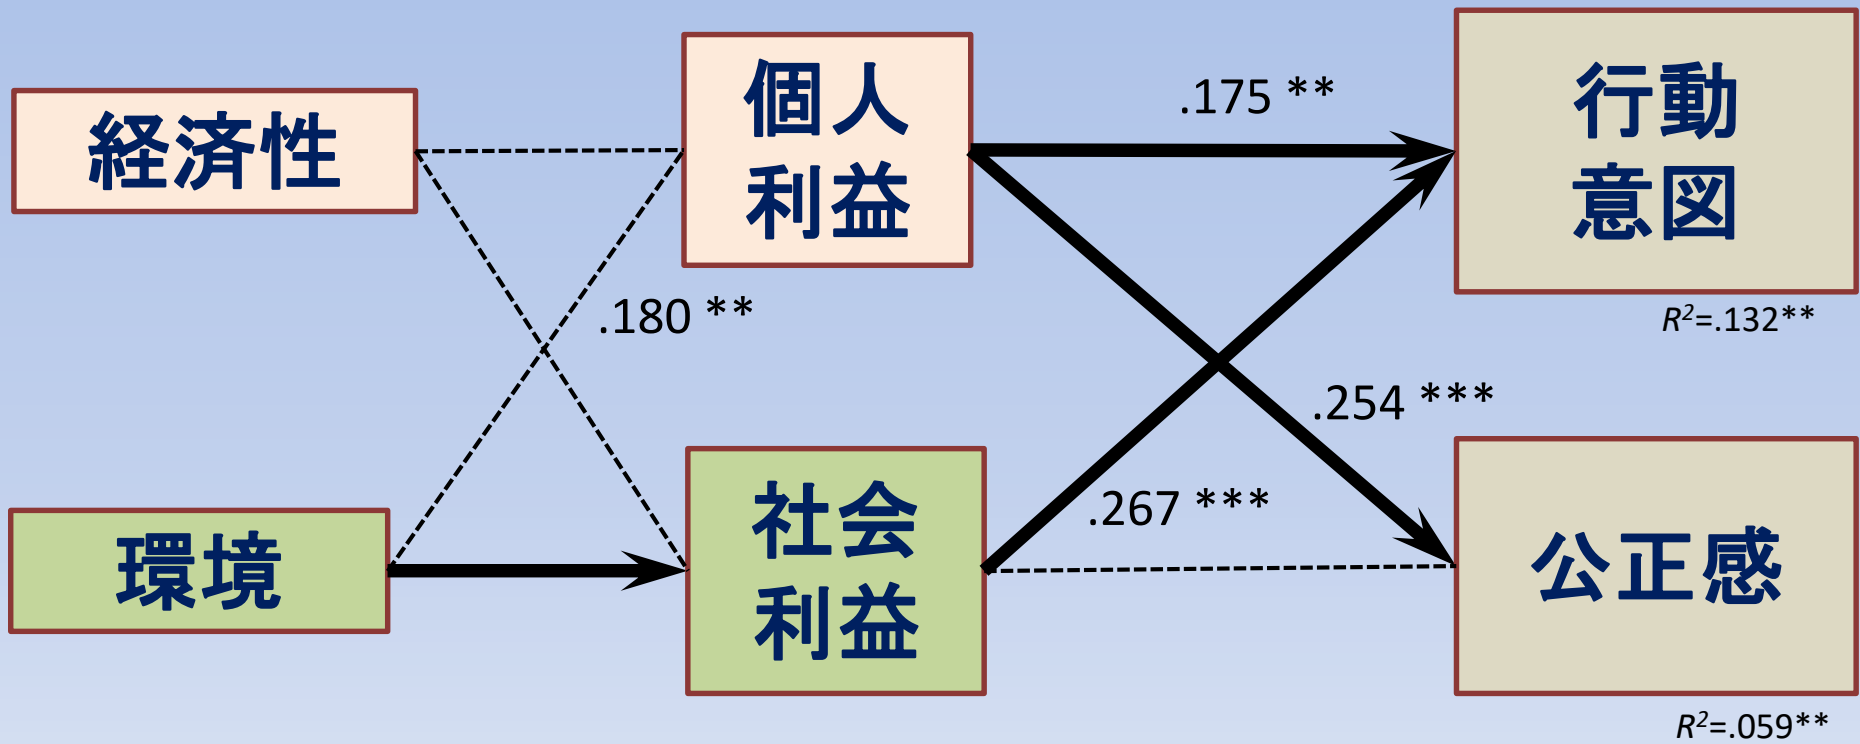 経済性
個人
利益
.175 **
行動
意図
R²=.132**
.180 **
.254 ***
.267 ***
環境
社会
利益
公正感
R²=.059**